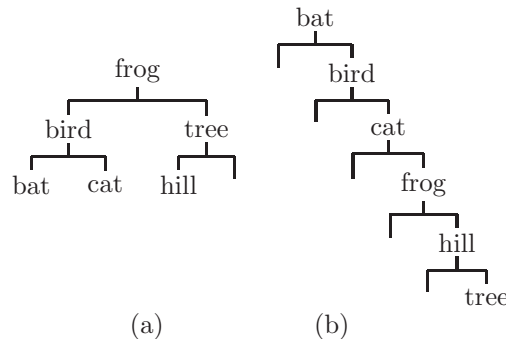 frog
bird tree
bat cat hill
(a)
bat
bird
cat
frog
hill
tree
(b)